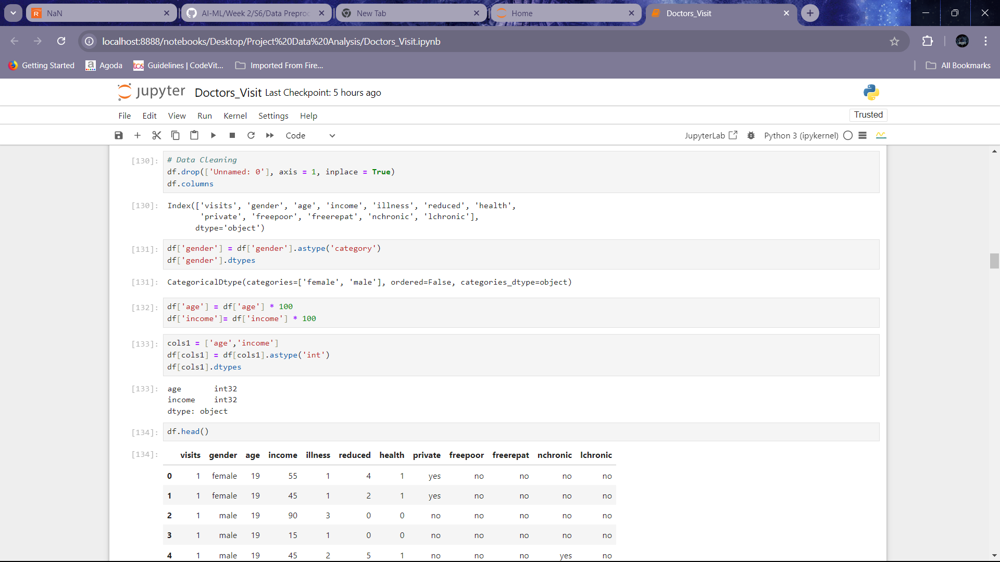 NaN
AI-ML/Week 2/S6/Data Preproc
New Tab
Home
Doctors_Visit
localhost:8888/notebooks/Desktop/Project%20Data%20Analysis/Doctors_Visit.ipynb
Getting Started
Agoda
Guidelines | CodeVit...
Imported From Fire...
All Bookmarks
jupyter Doctors_Visit Last Checkpoint: 5 hours ago
File Edit View Run Kernel Settings Help
Trusted
Code
JupyterLab
Python 3 (ipykernel)
[130]: # Data Cleaning
df.drop(['Unnamed: 0'], axis = 1, inplace = True)
df.columns
[130]: Index(['visits', 'gender', 'age', 'income', 'illness', 'reduced', 'health',
'private', 'freepoor', 'freerepat', 'nchronic', 'lchronic'],
dtype='object')
[131]: df['gender'] = df['gender'].astype('category')
df['gender'].dtypes
[131]: CategoricalDtype(categories=['female', 'male'], ordered=False, categories_dtype=object)
[132]: df['age'] = df['age'] * 100
df['income']= df['income'] * 100
[133]: cols1 = ['age','income']
df[cols1] = df[cols1].astype('int')
df[cols1].dtypes
[133]: age int32
income int32
dtype: object
[134]: df.head()
[134]: visits gender age income illness reduced health private freepoor freerepat nchronic lchronic
0 1 female 19 55 1 4 1 yes no no no no
1 1 female 19 45 1 2 1 yes no no no no
2 1 male 19 90 3 0 0 no no no no no
3 1 male 19 15 1 0 0 no no no no no
4 1 male 19 45 2 5 1 no no no yes no